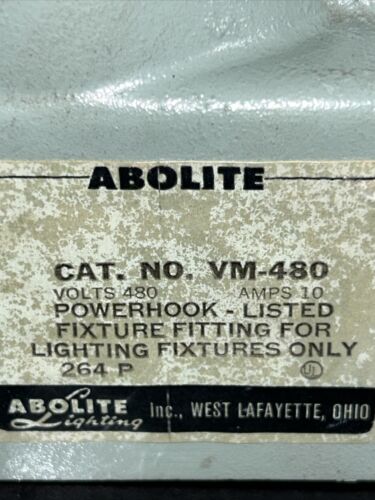 ABOLITE
CAT. NO. VM-480
VOLTS 480 AMPS 10
POWERHOOK - LISTED
FIXTURE FITTING FOR
LIGHTING FIXTURES ONLY
264 P UL
ABOLITE Lighting Inc., WEST LAFAYETTE, OHIO